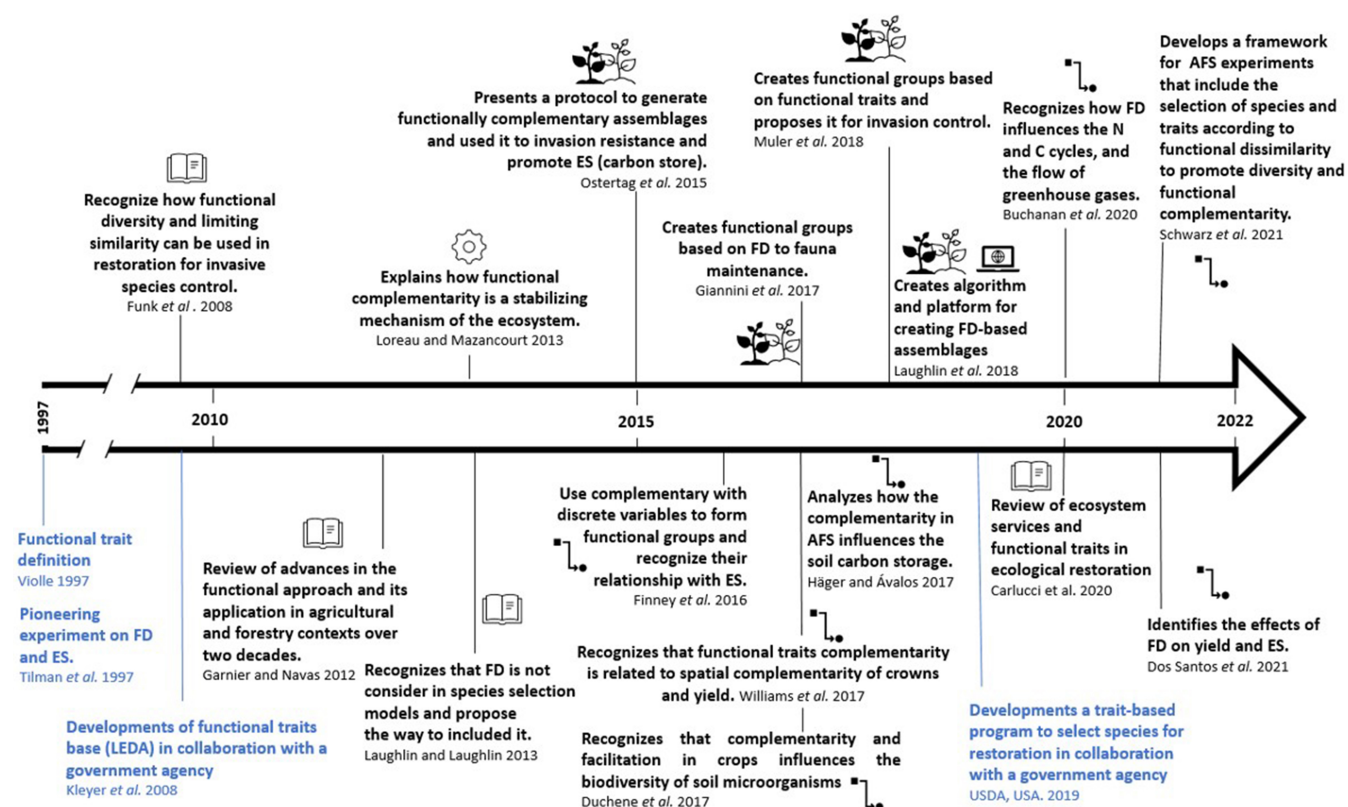 Recognize how functional
diversity and limiting
similarity can be used in
restoration for invasive
species control.
Funk et al . 2008
Explains how functional
complementarity is a stabilizing
mechanism of the ecosystem.
Loreau and Mazancourt 2013
Presents a protocol to generate
functionally complementary assemblages
and used it to invasion resistance and
promote ES (carbon store).
Ostertag et al. 2015
Creates functional groups
based on FD to fauna
maintenance.
Giannini et al. 2017
Creates functional groups based
on functional traits and
proposes it for invasion control.
Muler et al. 2018
Creates algorithm
and platform for
creating FD-based
assemblages
Laughlin et al. 2018
Recognizes how FD
influences the N
and C cycles, and
the flow of
greenhouse gases.
Buchanan et al. 2020
Develops a framework
for AFS experiments
that include the
selection of species and
traits according to
functional dissimilarity
to promote diversity and
functional
complementarity.
Schwarz et al. 2021
1997
2010
2015
2020
2022
Functional trait
definition
Violle 1997
Pioneering
experiment on FD
and ES.
Tilman et al. 1997
Developments of functional traits
base (LEDA) in collaboration with a
government agency
Kleyer et al. 2008
Review of advances in the
functional approach and its
application in agricultural
and forestry contexts over
two decades.
Garnier and Navas 2012
Recognizes that FD is not
consider in species selection
models and propose
the way to included it.
Laughlin and Laughlin 2013
Use complementary with
discrete variables to form
functional groups and
recognize their
relationship with ES.
Finney et al. 2016
Analyzes how the
complementarity in
AFS influences the
soil carbon storage.
Häger and Ávalos 2017
Recognizes that functional traits complementarity
is related to spatial complementarity of crowns
and yield. Williams et al. 2017
Recognizes that complementarity and
facilitation in crops influences the
biodiversity of soil microorganisms
Duchene et al. 2017
Developments a trait-based
program to select species for
restoration in collaboration
with a government agency
USDA, USA. 2019
Review of ecosystem
services and
functional traits in
ecological restoration
Carlucci et al. 2020
Identifies the effects of
FD on yield and ES.
Dos Santos et al. 2021